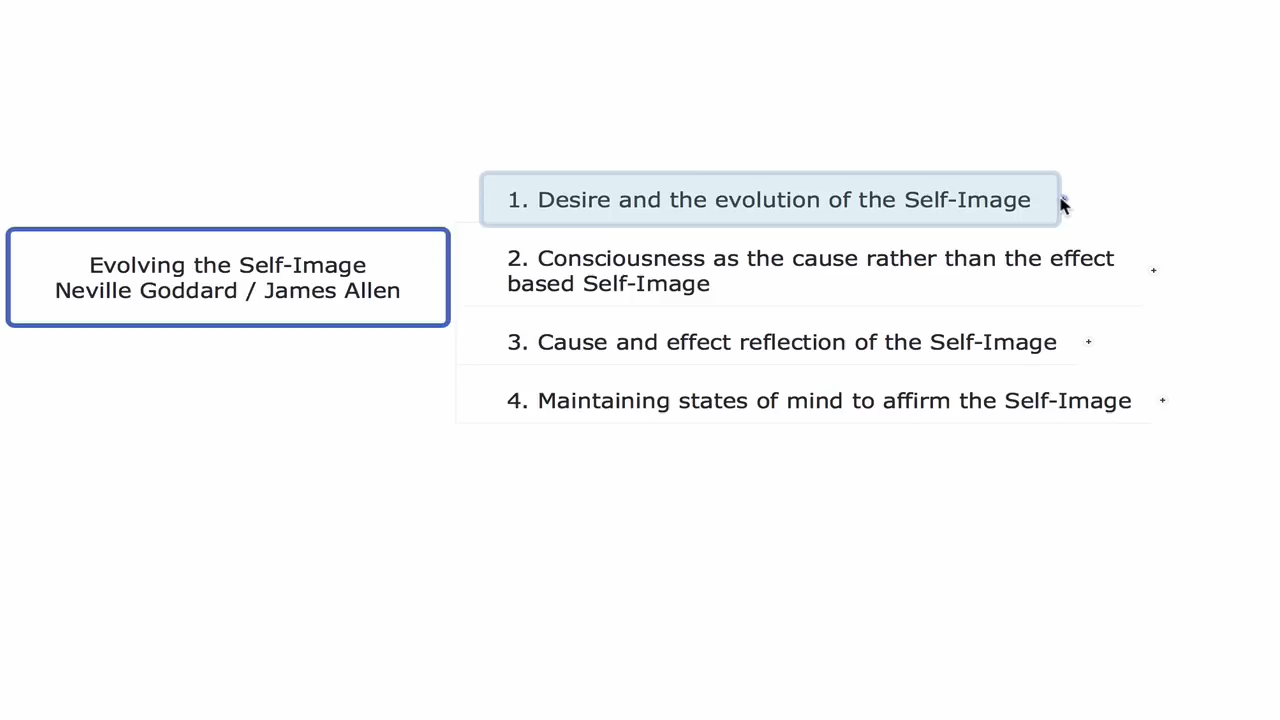 Evolving the Self-Image
Neville Goddard / James Allen
1. Desire and the evolution of the Self-Image
2. Consciousness as the cause rather than the effect
based Self-Image
3. Cause and effect reflection of the Self-Image
4. Maintaining states of mind to affirm the Self-Image